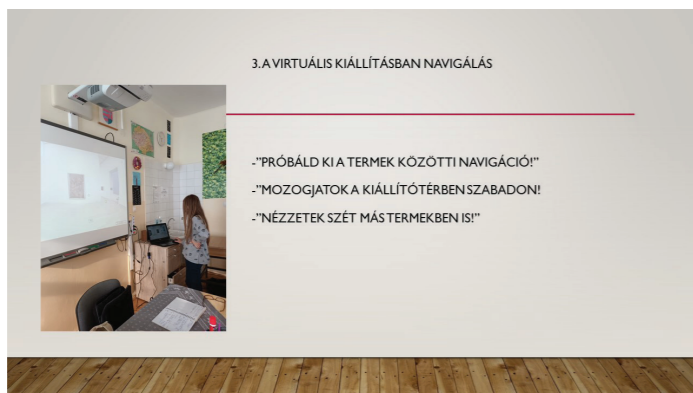 3. A VIRTUÁLIS KIÁLLÍTÁSBAN NAVIGÁLÁS
-"PRÓBÁLD KI A TERMEK KÖZÖTTI NAVIGÁCIÓ!"
-"MOZOGJATOK A KIÁLLÍTÓTÉRBEN SZABADON!
-"NÉZZETEK SZÉT MÁS TERMEKBEN IS!"